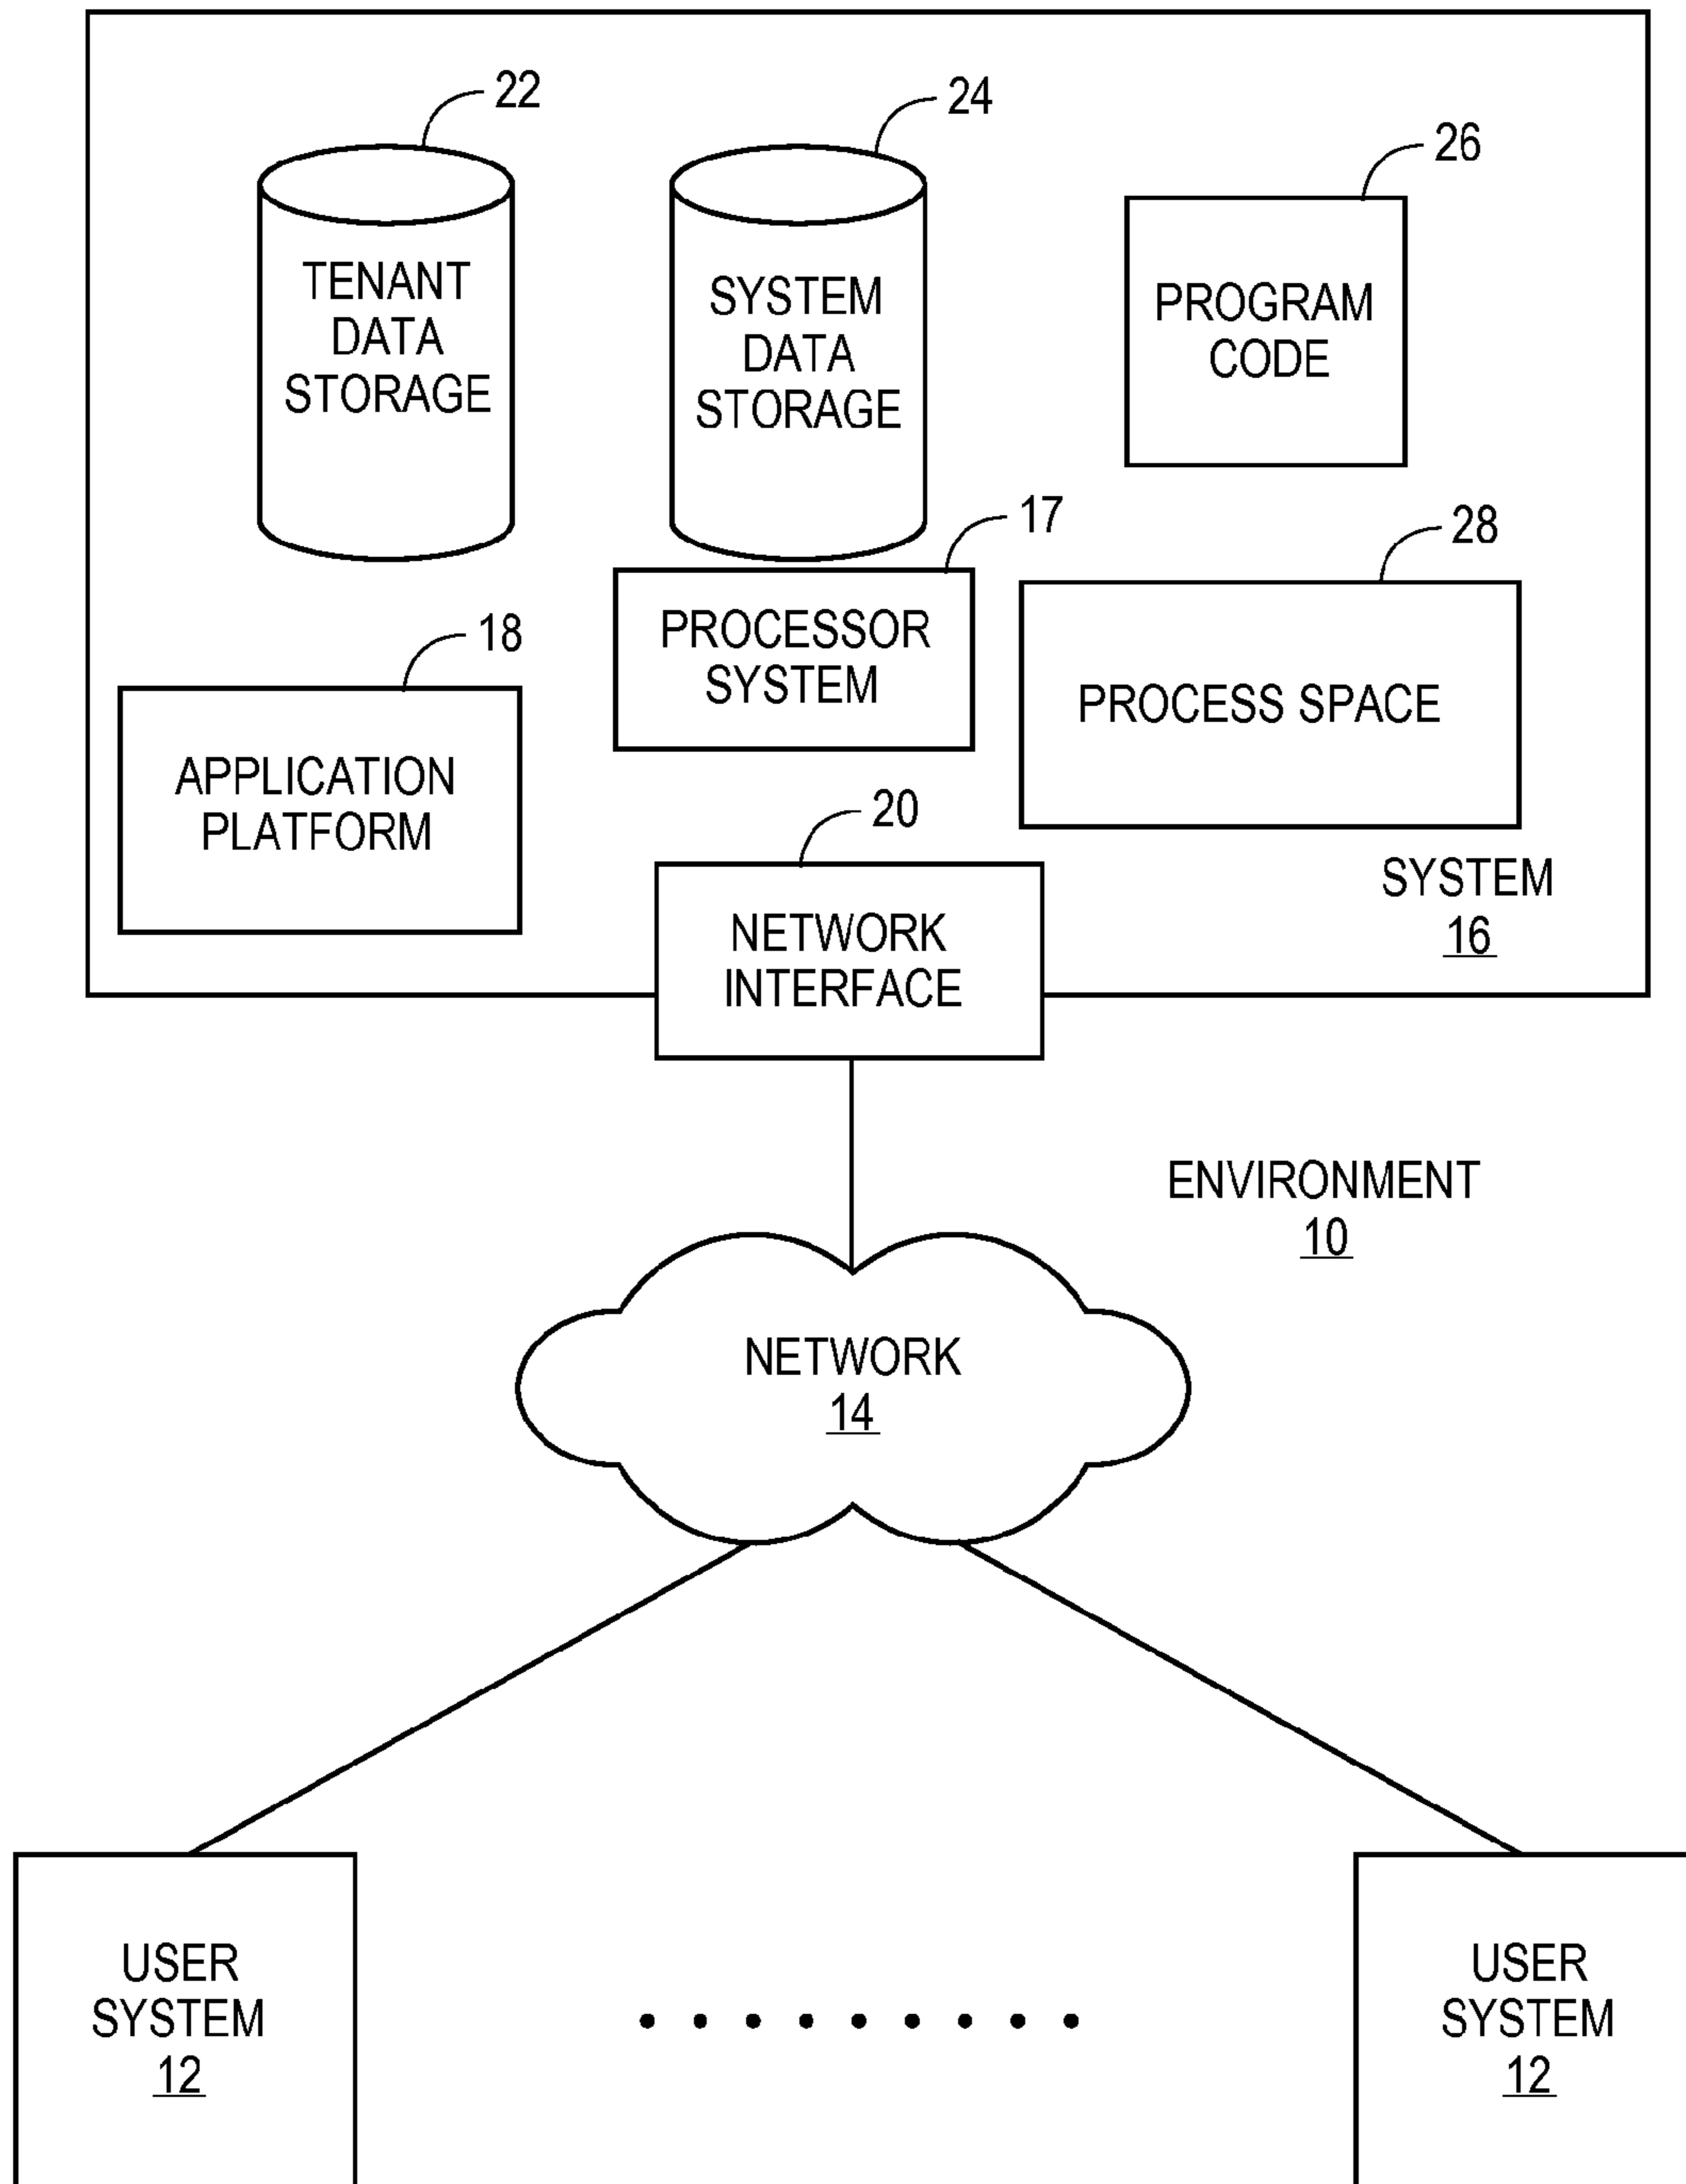 22
24
26
TENANT
DATA
STORAGE
SYSTEM
DATA
STORAGE
PROGRAM
CODE
17
28
18
PROCESSOR
SYSTEM
PROCESS SPACE
APPLICATION
PLATFORM
20
SYSTEM
16
NETWORK
INTERFACE
ENVIRONMENT
10
NETWORK
14
USER
SYSTEM
12
USER
SYSTEM
12